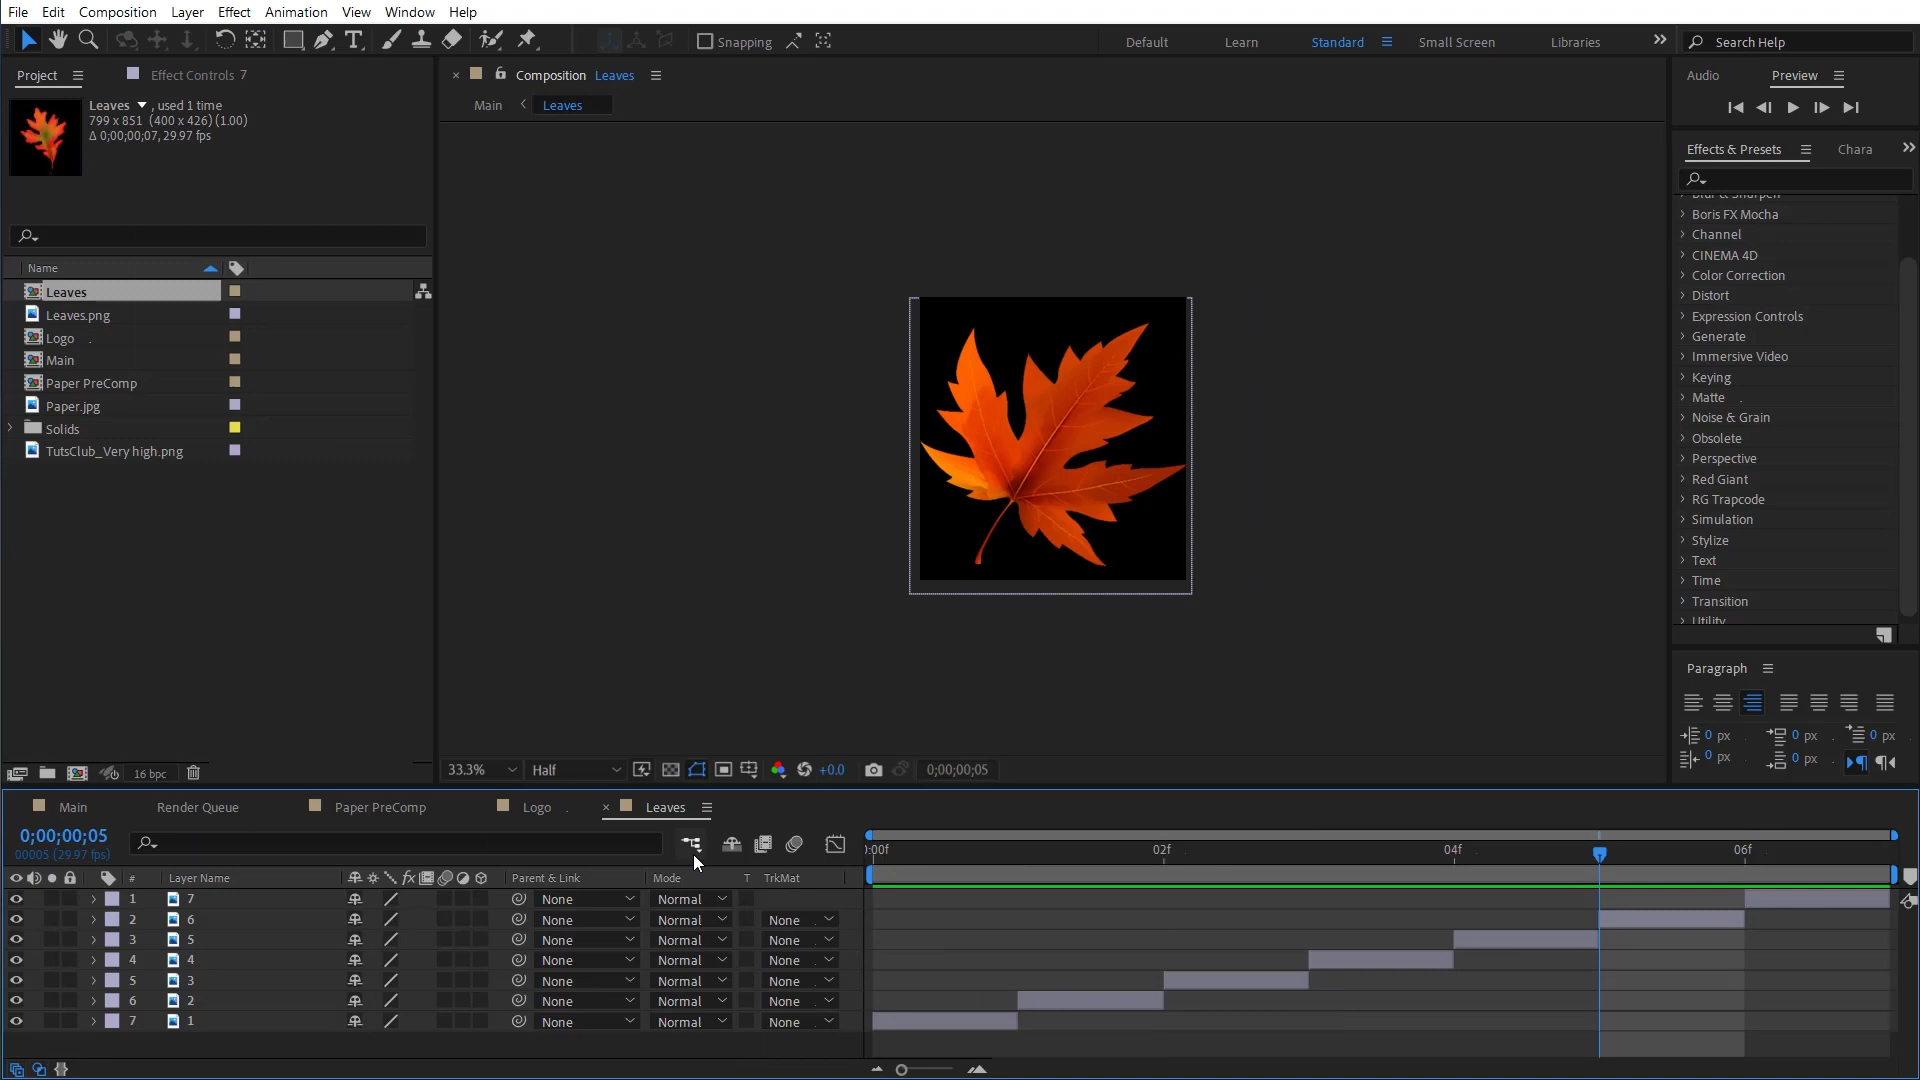 File Edit Composition Layer Effect Animation View Window Help
Snapping
Default Learn Standard Small Screen Libraries
Search Help
Project
Effect Controls 7
Leaves , used 1 time
799 x 851 (400 x 426) (1.00)
Δ 0;00;00;07, 29.97 fps
Name
Leaves
Leaves.png
Logo
Main
Paper PreComp
Paper.jpg
Solids
TutsClub_Very high.png
16 bpc
Composition Leaves
Main Leaves
33.3% Half +0.0 0;00;00;05
Audio Preview
Effects & Presets Chara
Blur & Sharpen
Boris FX Mocha
Channel
CINEMA 4D
Color Correction
Distort
Expression Controls
Generate
Immersive Video
Keying
Matte
Noise & Grain
Obsolete
Perspective
Red Giant
RG Trapcode
Simulation
Stylize
Text
Time
Transition
Utility
Paragraph
0 px 0 px 0 px
0 px 0 px
Main Render Queue Paper PreComp Logo Leaves
0;00;00;05
00005 (29.97 fps)
:00f 02f 04f 06f
# Layer Name Parent & Link Mode T TrkMat
1 7 None Normal
2 6 None Normal None
3 5 None Normal None
4 4 None Normal None
5 3 None Normal None
6 2 None Normal None
7 1 None Normal None